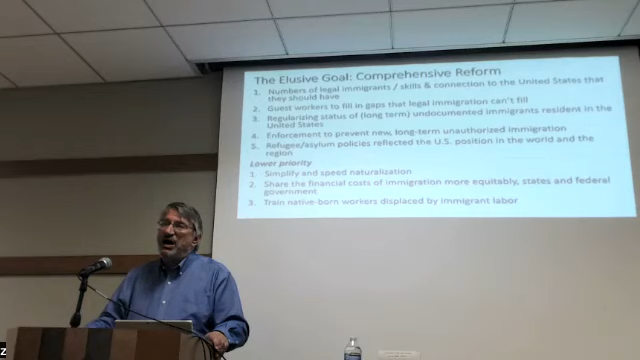 The Elusive Goal: Comprehensive Reform
1. Numbers of legal immigrants / skills & connection to the United States that
they should have
2. Guest workers to fill in gaps that legal immigration can't fill
3. Regularizing status of (long term) undocumented immigrants resident in the
United States
4. Enforcement to prevent new, long-term unauthorized immigration
5. Refugee/asylum policies reflected the U.S. position in the world and the
region
Lower priority
1. Simplify and speed naturalization
2. Share the financial costs of immigration more equitably, states and federal
government
3. Train native-born workers displaced by immigrant labor
Z